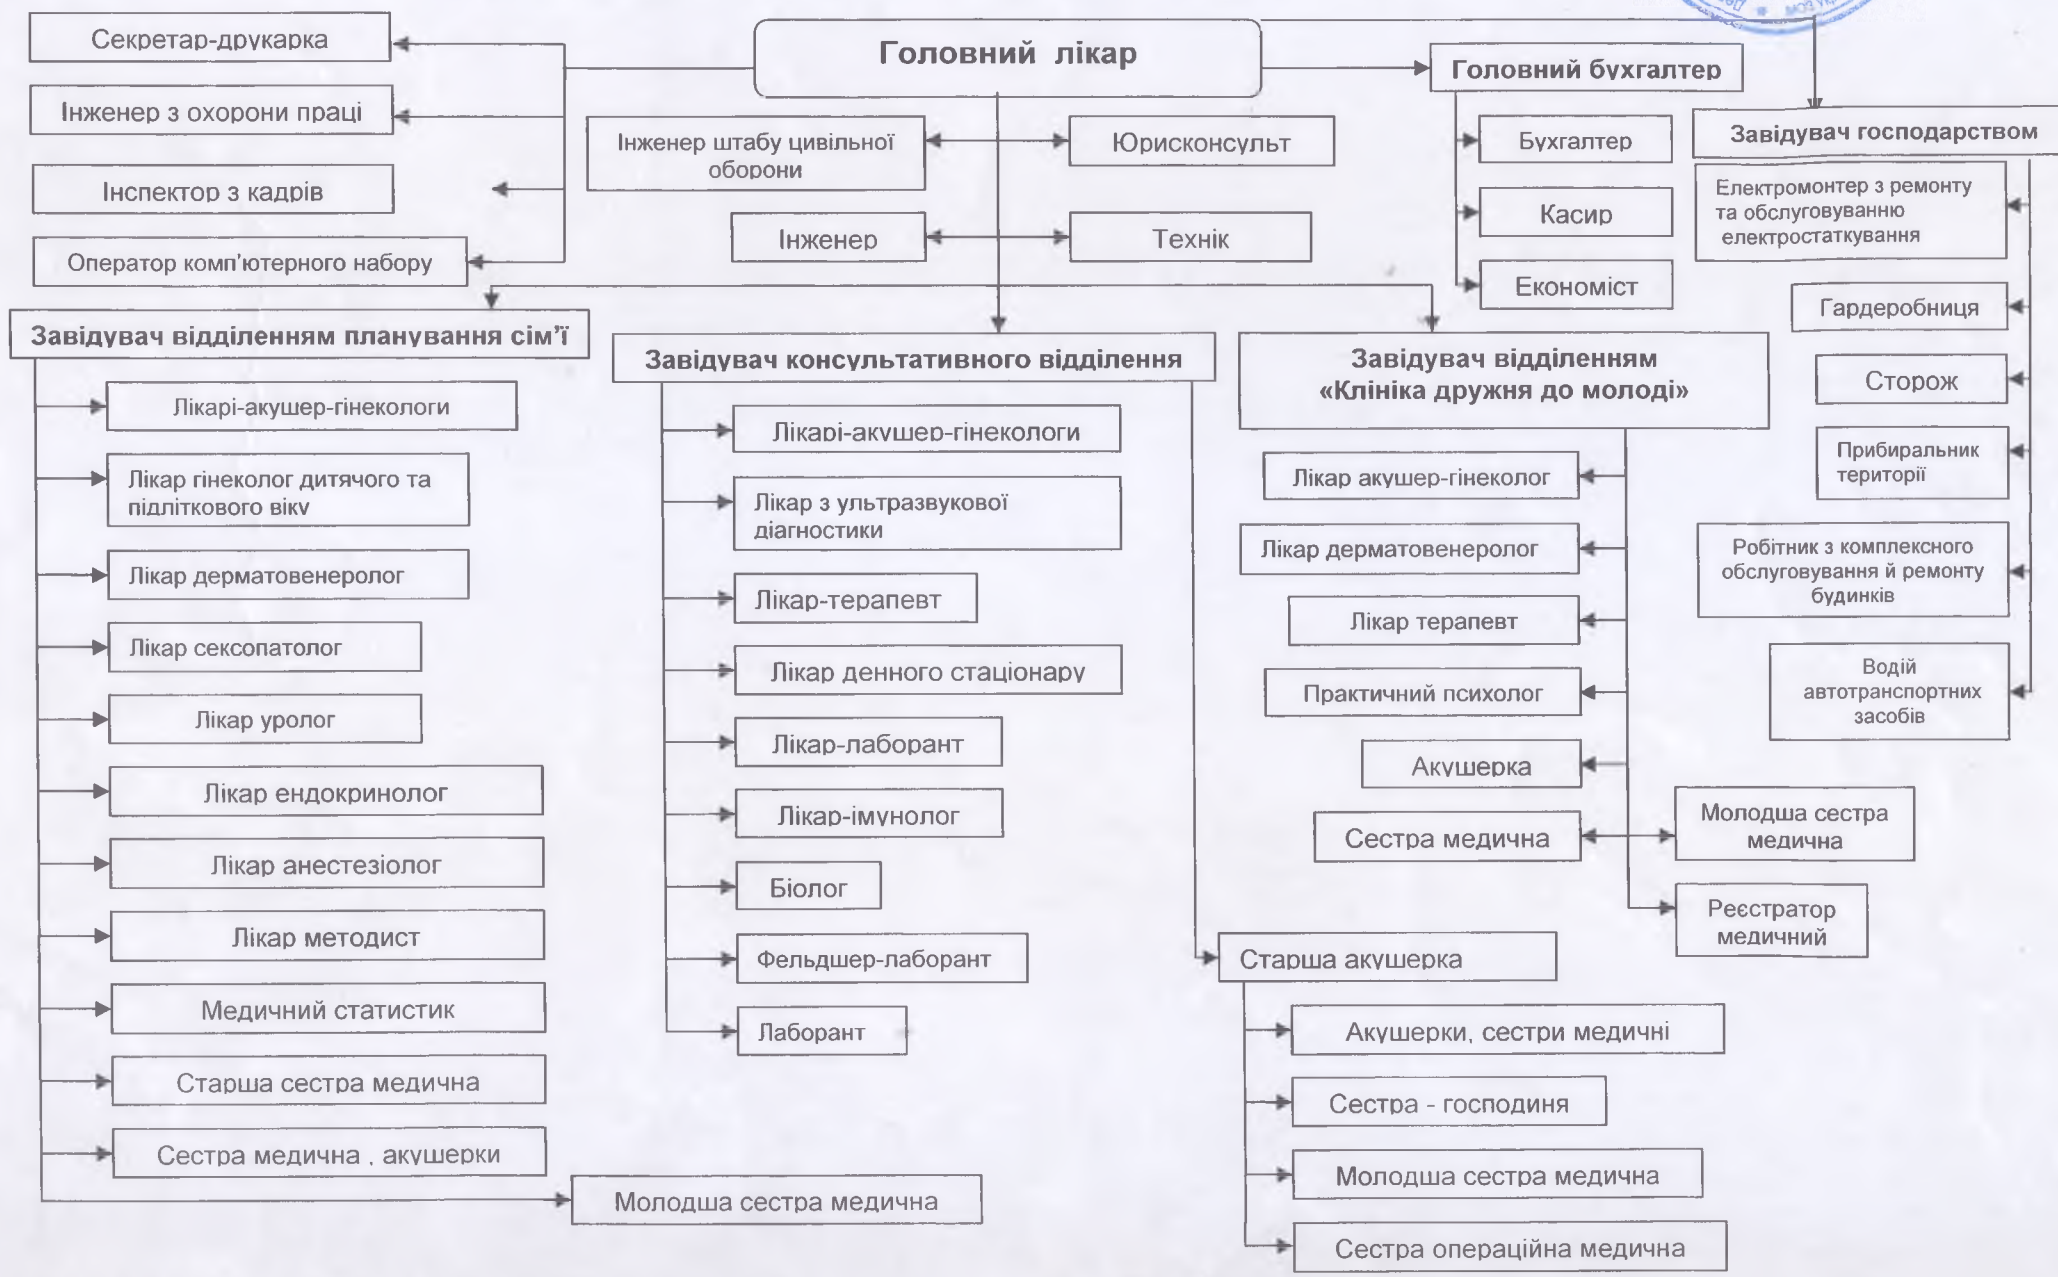 Головний лікар
Секретар-друкарка
Інженер з охорони праці
Інспектор з кадрів
Оператор комп'ютерного набору
Інженер штабу цивільної
оборони
Юрисконсульт
Інженер
Технік
Головний бухгалтер
Бухгалтер
Касир
Економіст
Завідувач господарством
Електромонтер з ремонту
та обслуговуванню
електростаткування
Гардеробниця
Сторож
Прибиральник
території
Робітник з комплексного
обслуговування й ремонту
будинків
Водій
автотранспортних
засобів
Завідувач відділенням планування сім'ї
Лікарі-акушер-гінекологи
Лікар гінеколог дитячого та
підліткового віку
Лікар дерматовенеролог
Лікар сексопатолог
Лікар уролог
Лікар ендокринолог
Лікар анестезіолог
Лікар методист
Медичний статистик
Старша сестра медична
Сестра медична , акушерки
Молодша сестра медична
Завідувач консультативного відділення
Лікарі-акушер-гінекологи
Лікар з ультразвукової
діагностики
Лікар-терапевт
Лікар денного стаціонару
Лікар-лаборант
Лікар-імунолог
Біолог
Фельдшер-лаборант
Лаборант
Старша акушерка
Акушерки, сестри медичні
Сестра - господиня
Молодша сестра медична
Сестра операційна медична
Завідувач відділенням
«Клініка дружня до молоді»
Лікар акушер-гінеколог
Лікар дерматовенеролог
Лікар терапевт
Практичний психолог
Акушерка
Сестра медична
Молодша сестра
медична
Реєстратор
медичний